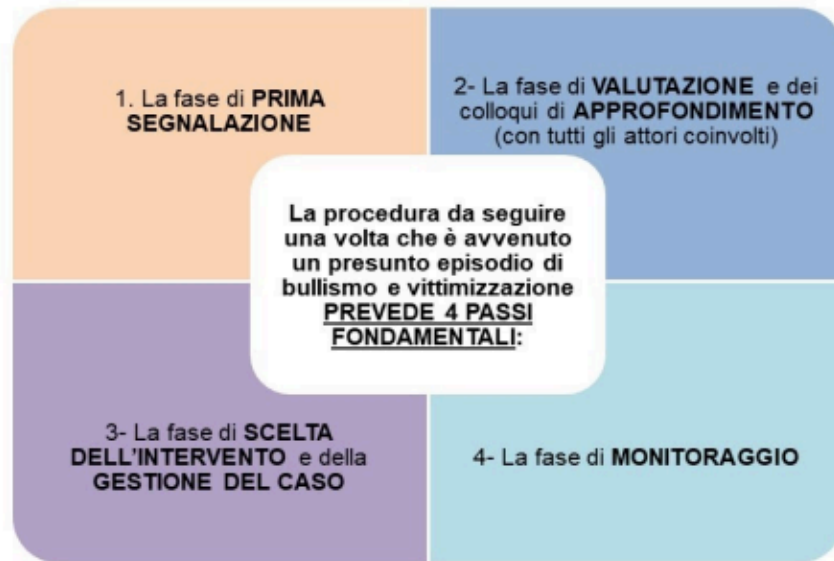 1. La fase di PRIMA
SEGNALAZIONE
2- La fase di VALUTAZIONE e dei
colloqui di APPROFONDIMENTO
(con tutti gli attori coinvolti)
La procedura da seguire
una volta che è avvenuto
un presunto episodio di
bullismo e vittimizzazione
PREVEDE 4 PASSI
FONDAMENTALI:
3- La fase di SCELTA
DELL'INTERVENTO e della
GESTIONE DEL CASO
4- La fase di MONITORAGGIO